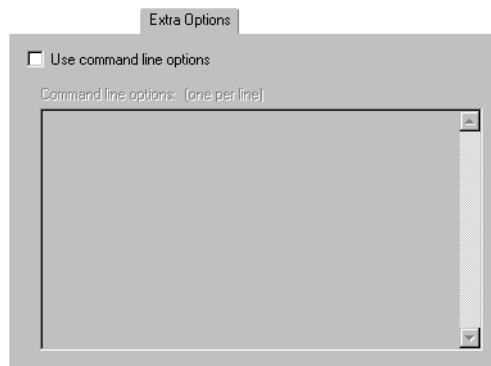 Extra Options
Use command line options
Command line options: (one per line)